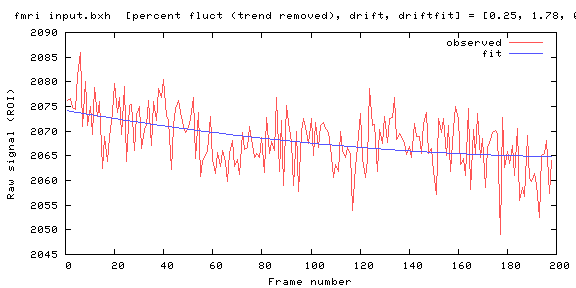 fmri input.bxh [percent fluct (trend removed), drift, driftfit] = [0.25, 1.78,
2090
2085
2080
2075
2070
2065
2060
2055
2050
2045
Raw signal (ROI)
observed
fit
0 20 40 60 80 100 120 140 160 180 200
Frame number